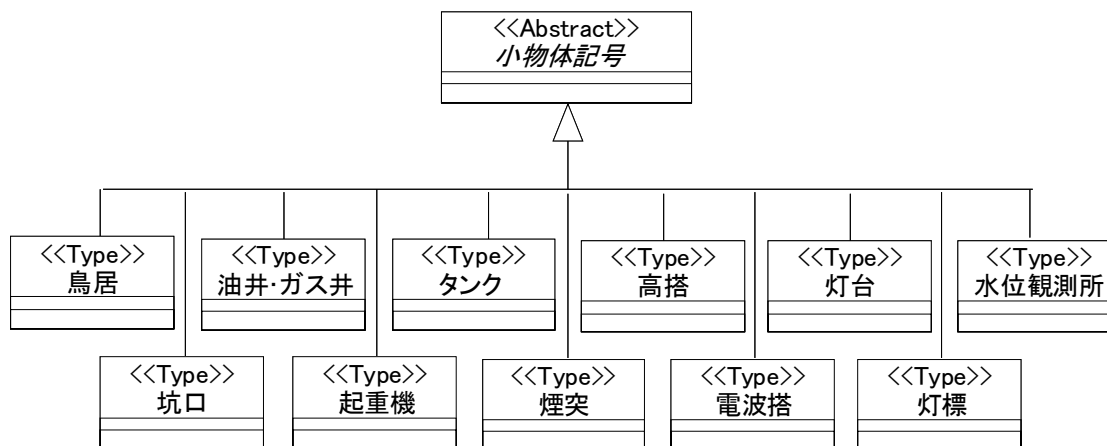 <<Abstract>>
小物体記号
<<Type>>
鳥居
<<Type>>
油井・ガス井
<<Type>>
タンク
<<Type>>
高搭
<<Type>>
灯台
<<Type>>
水位観測所
<<Type>>
坑口
<<Type>>
起重機
<<Type>>
煙突
<<Type>>
電波搭
<<Type>>
灯標